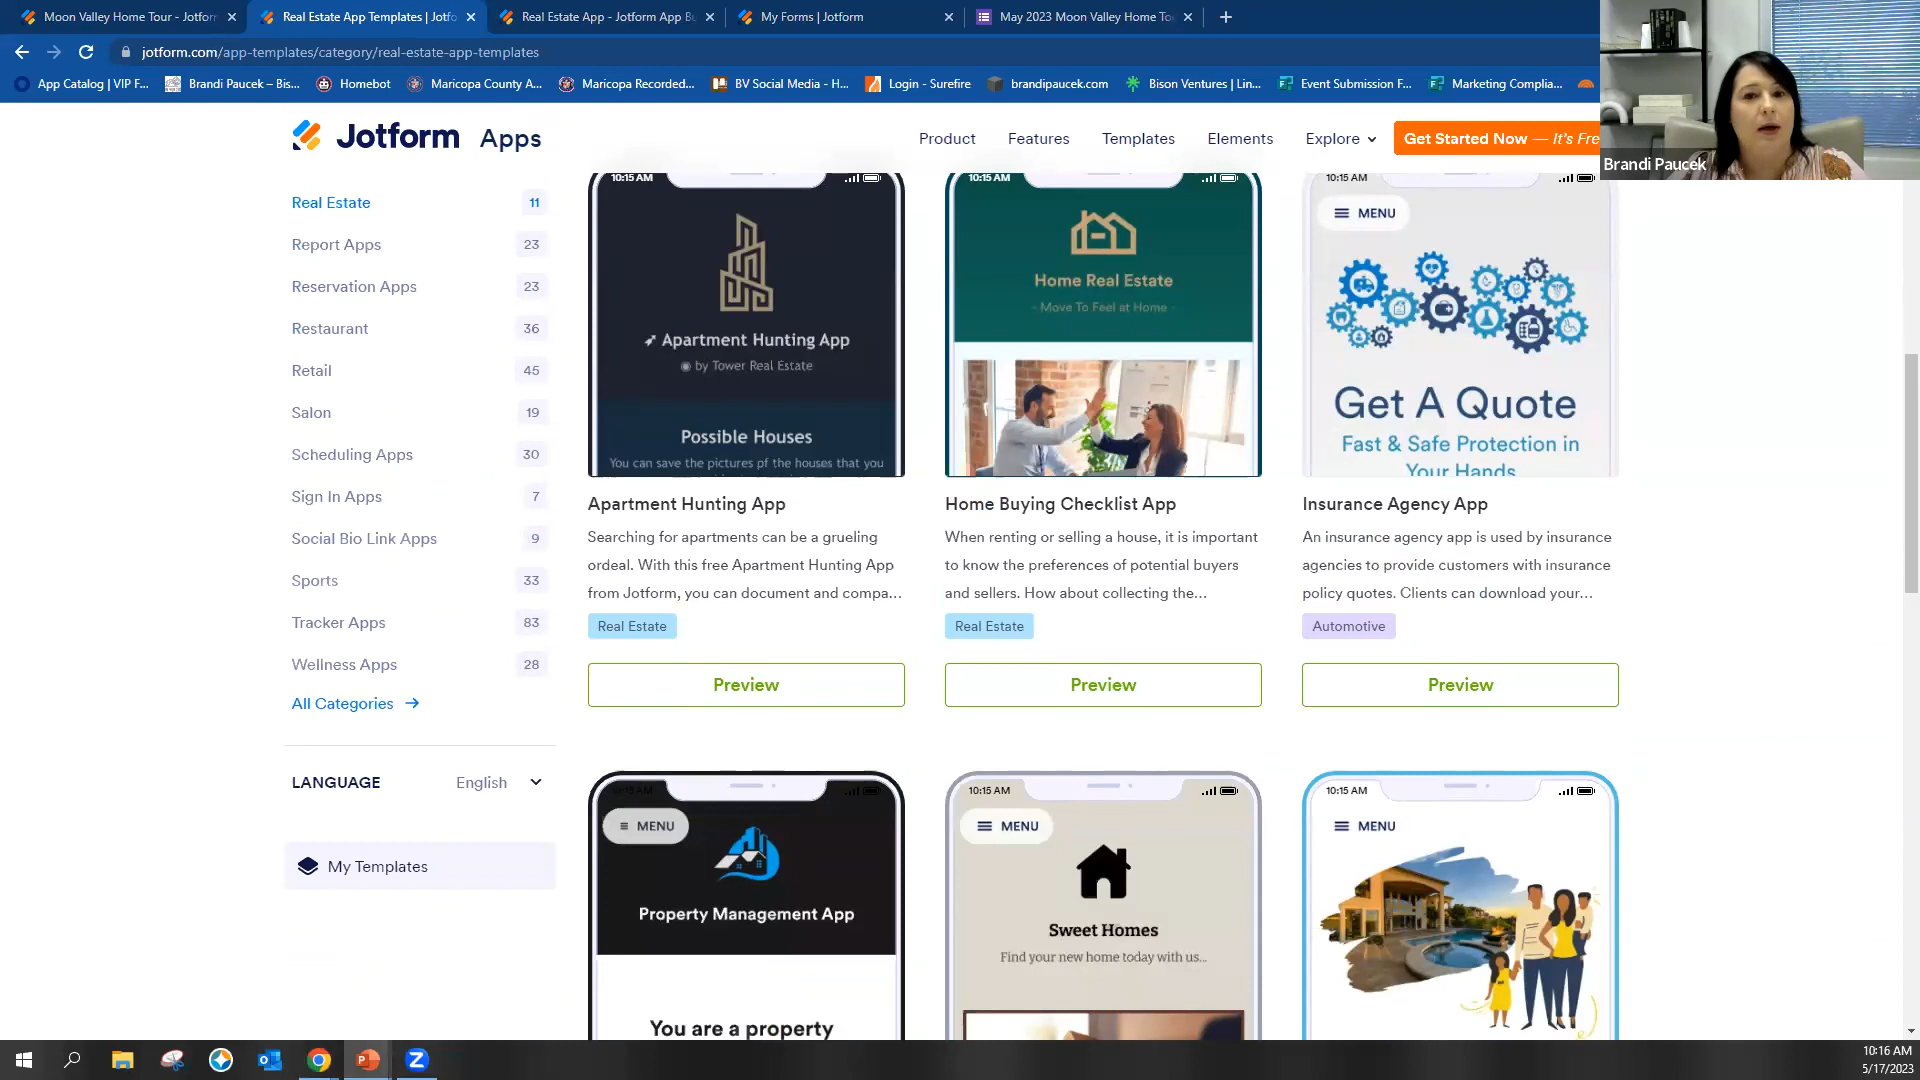 Moon Valley Home Tour - Jotform
Real Estate App Templates | Jotfo
Real Estate App - Jotform App Bu
My Forms | Jotform
May 2023 Moon Valley Home To
jotform.com/app-templates/category/real-estate-app-templates
App Catalog | VIP F...
Brandi Paucek – Bis...
Homebot
Maricopa County A...
Maricopa Recorded...
BV Social Media - H...
Login - Surefire
brandipaucek.com
Bison Ventures | Lin...
Event Submission F...
Marketing Complia...
Brandi Paucek
Jotform Apps
Product
Features
Templates
Elements
Explore
Get Started Now — It's Fre
Real Estate 11
Report Apps 23
Reservation Apps 23
Restaurant 36
Retail 45
Salon 19
Scheduling Apps 30
Sign In Apps 7
Social Bio Link Apps 9
Sports 33
Tracker Apps 83
Wellness Apps 28
All Categories
LANGUAGE English
My Templates
10:15 AM
Apartment Hunting App
by Tower Real Estate
Possible Houses
You can save the pictures pf the houses that you
Apartment Hunting App
Searching for apartments can be a grueling
ordeal. With this free Apartment Hunting App
from Jotform, you can document and compa...
Real Estate
Preview
10:15 AM
Home Real Estate
- Move To Feel at Home -
Home Buying Checklist App
When renting or selling a house, it is important
to know the preferences of potential buyers
and sellers. How about collecting the...
Real Estate
Preview
10:15 AM
MENU
Get A Quote
Fast & Safe Protection in
Your Hands
Insurance Agency App
An insurance agency app is used by insurance
agencies to provide customers with insurance
policy quotes. Clients can download your...
Automotive
Preview
10:15 AM
MENU
Property Management App
You are a property
10:15 AM
MENU
Sweet Homes
Find your new home today with us...
10:15 AM
MENU
10:16 AM
5/17/2023